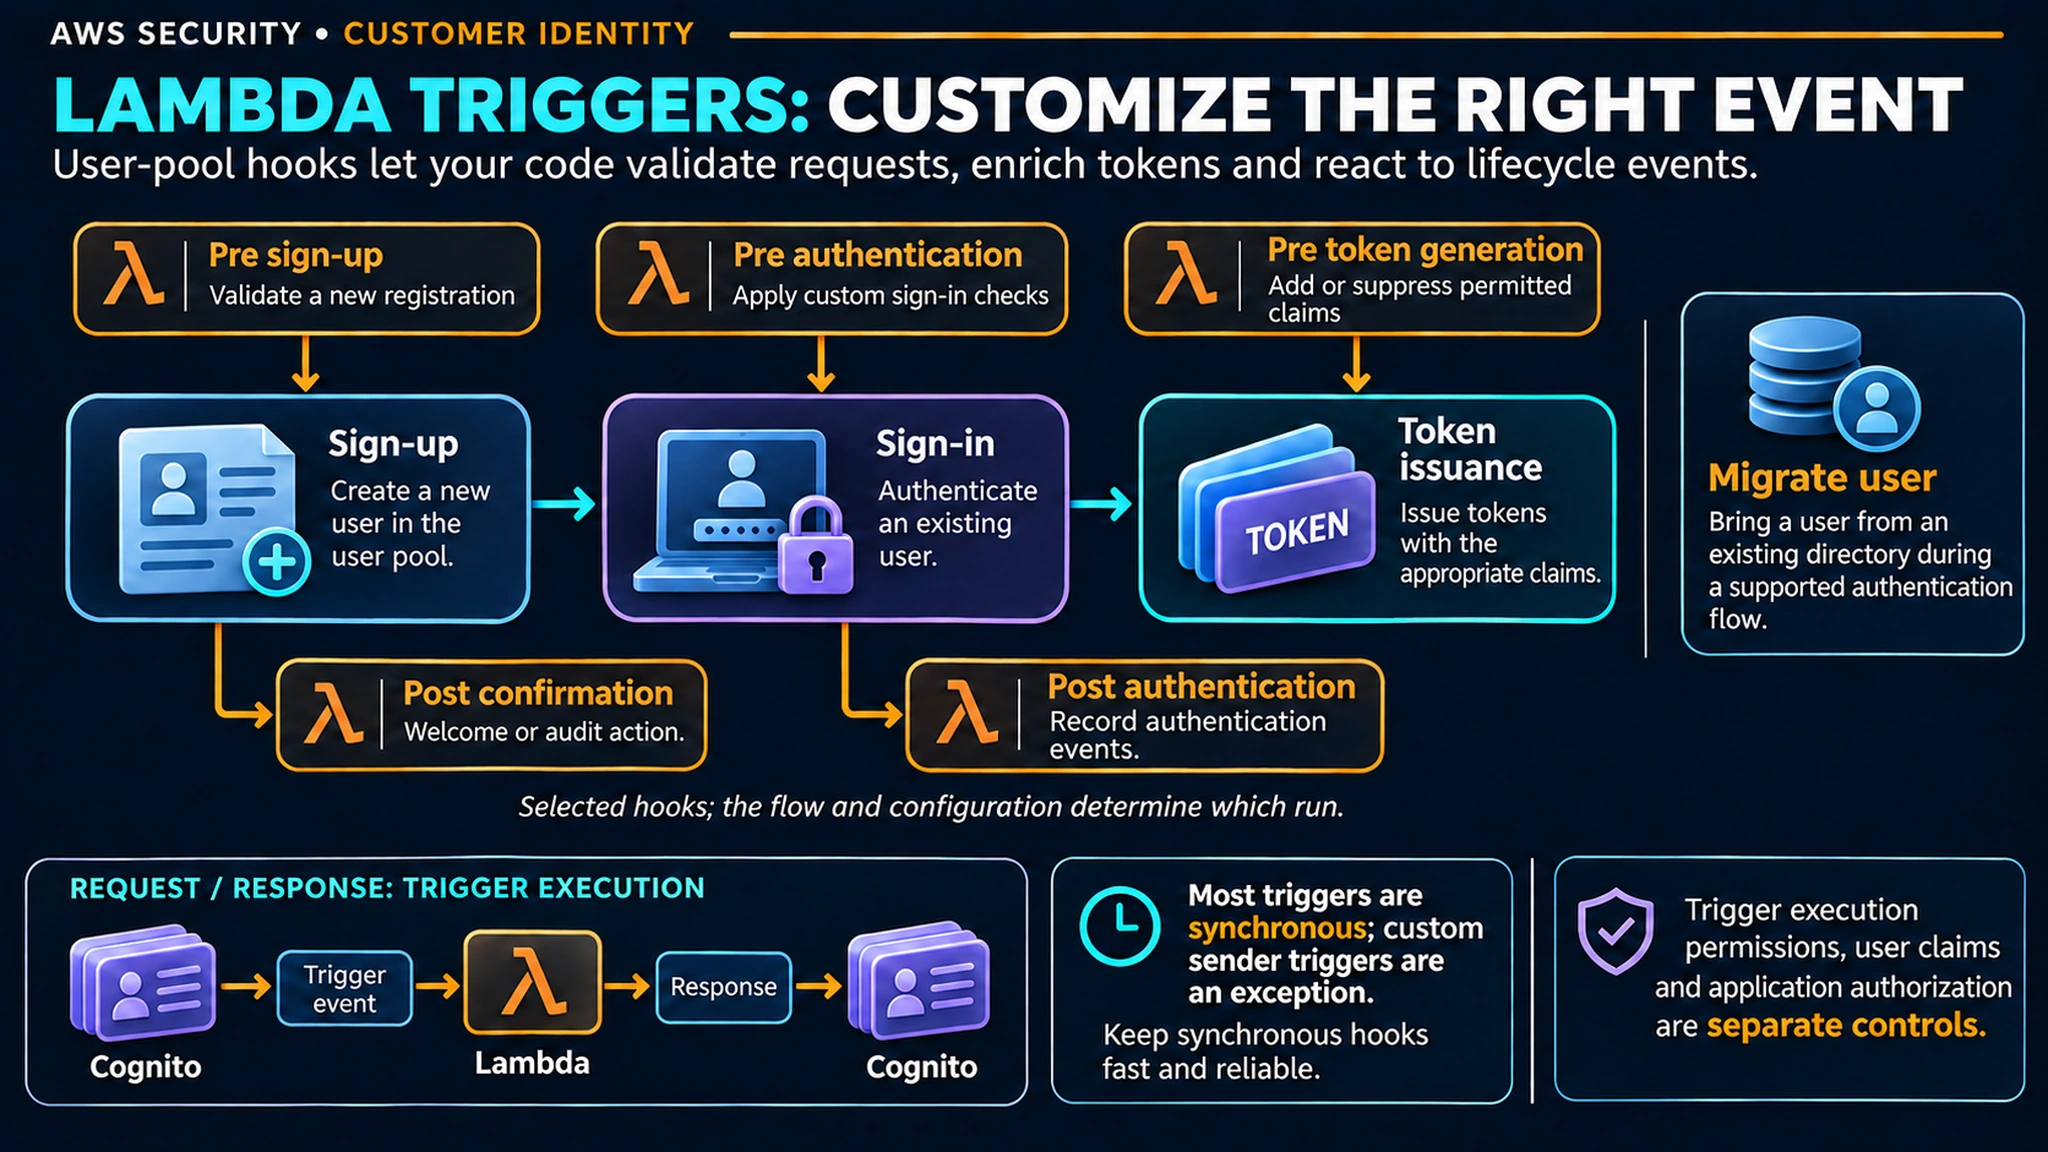 AWS SECURITY • CUSTOMER IDENTITY
LAMBDA TRIGGERS: CUSTOMIZE THE RIGHT EVENT
User-pool hooks let your code validate requests, enrich tokens and react to lifecycle events.
Pre sign-up
Validate a new registration
Pre authentication
Apply custom sign-in checks
Pre token generation
Add or suppress permitted
claims
Sign-up
Create a new
user in the
user pool.
Sign-in
Authenticate
an existing
user.
TOKEN
Token
issuance
Issue tokens
with the
appropriate claims.
Migrate user
Bring a user from an
existing directory during
a supported authentication
flow.
Post confirmation
Welcome or audit action.
Post authentication
Record authentication
events.
Selected hooks; the flow and configuration determine which run.
REQUEST / RESPONSE: TRIGGER EXECUTION
Cognito
Trigger
event
Lambda
Response
Cognito
Most triggers are
synchronous; custom
sender triggers are
an exception.
Keep synchronous hooks
fast and reliable.
Trigger execution
permissions, user claims
and application authorization
are separate controls.